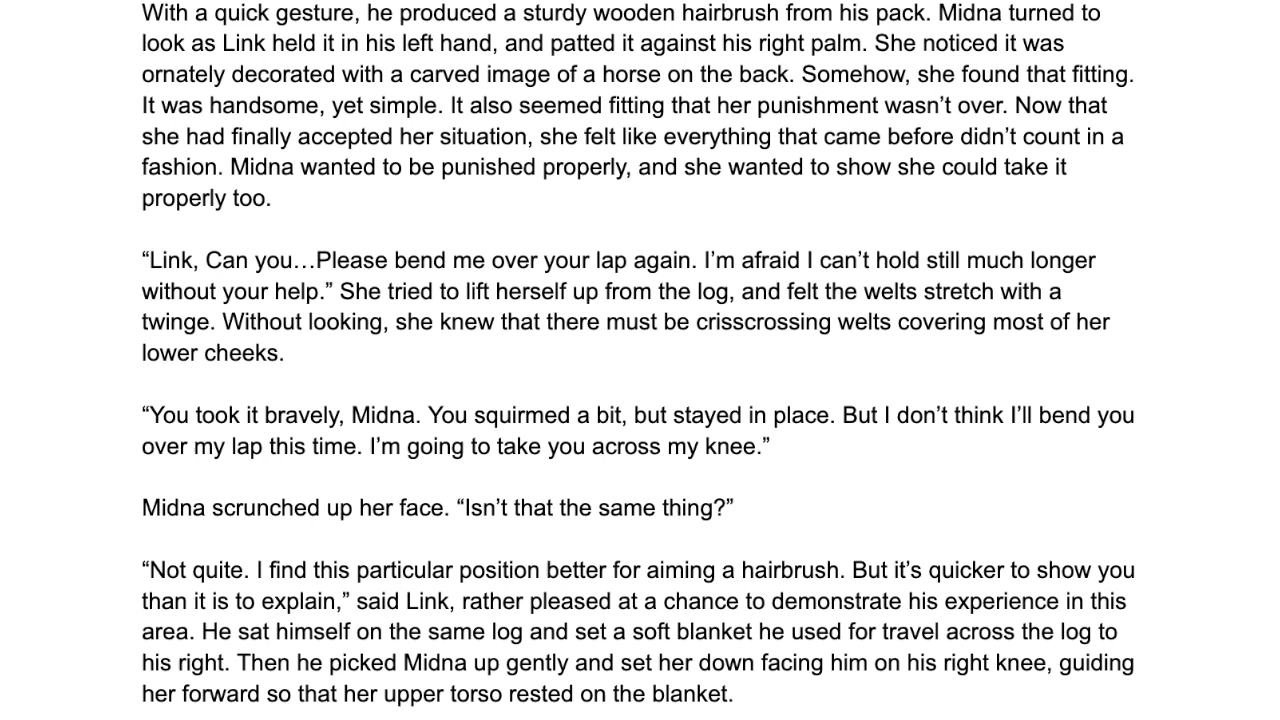 With a quick gesture, he produced a sturdy wooden hairbrush from his pack. Midna turned to
look as Link held it in his left hand, and patted it against his right palm. She noticed it was
ornately decorated with a carved image of a horse on the back. Somehow, she found that fitting.
It was handsome, yet simple. It also seemed fitting that her punishment wasn’t over. Now that
she had finally accepted her situation, she felt like everything that came before didn’t count in a
fashion. Midna wanted to be punished properly, and she wanted to show she could take it
properly too.
“Link, Can you…Please bend me over your lap again. I’m afraid I can’t hold still much longer
without your help.” She tried to lift herself up from the log, and felt the welts stretch with a
twinge. Without looking, she knew that there must be crisscrossing welts covering most of her
lower cheeks.
“You took it bravely, Midna. You squirmed a bit, but stayed in place. But I don’t think I’ll bend you
over my lap this time. I’m going to take you across my knee.”
Midna scrunched up her face. “Isn’t that the same thing?”
“Not quite. I find this particular position better for aiming a hairbrush. But it’s quicker to show you
than it is to explain,” said Link, rather pleased at a chance to demonstrate his experience in this
area. He sat himself on the same log and set a soft blanket he used for travel across the log to
his right. Then he picked Midna up gently and set her down facing him on his right knee, guiding
her forward so that her upper torso rested on the blanket.